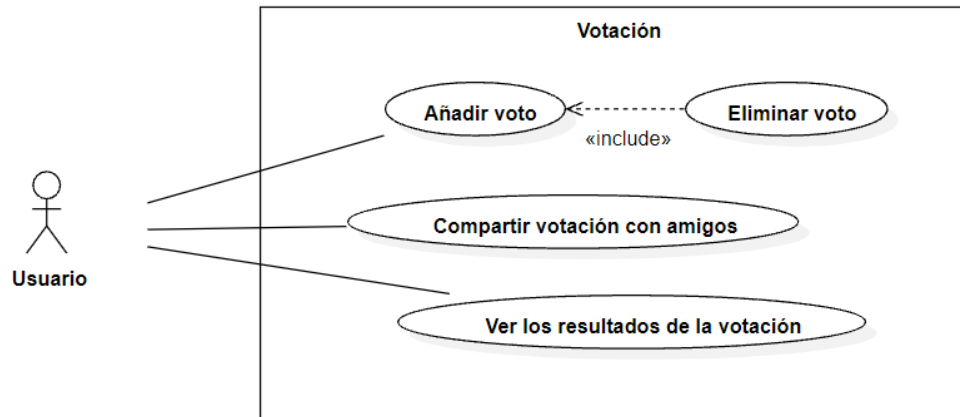 Votación
Añadir voto
Eliminar voto
«include»
Compartir votación con amigos
Usuario
Ver los resultados de la votación